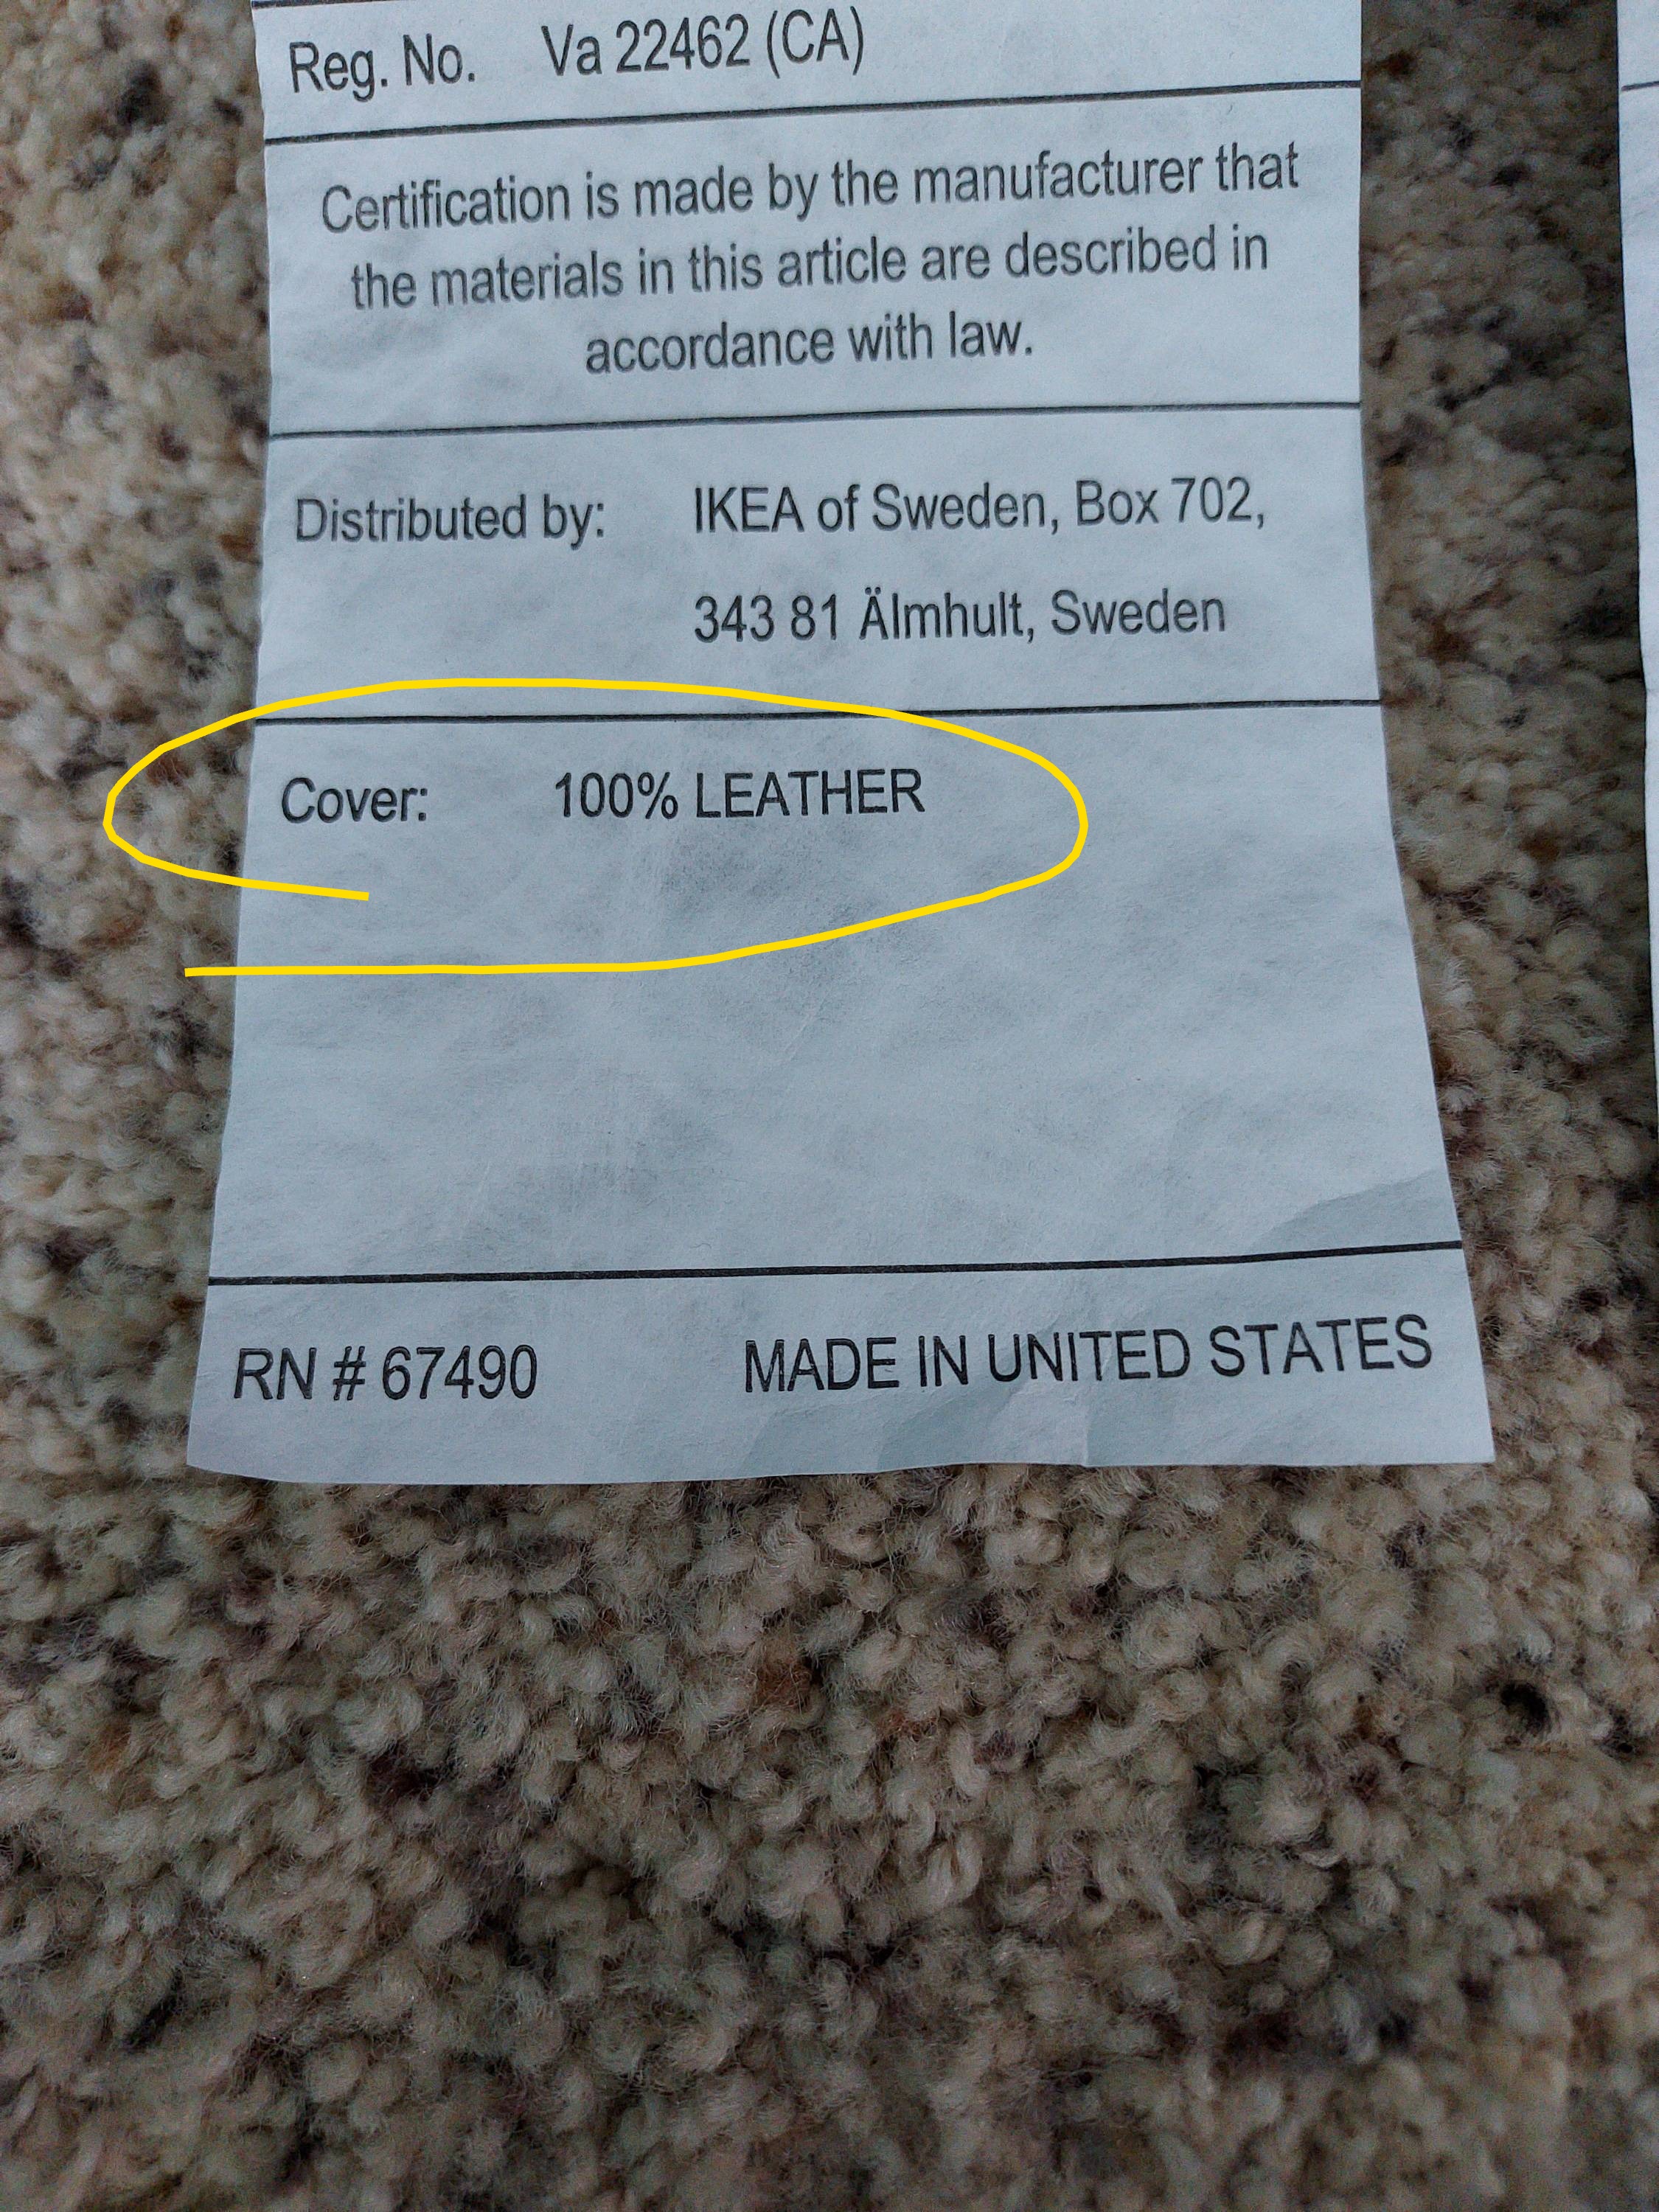 Reg. No. Va 22462 (CA)
Certification is made by the manufacturer that
the materials in this article are described in
accordance with law.
Distributed by: IKEA of Sweden, Box 702,
343 81 Älmhult, Sweden
Cover: 100% LEATHER
RN # 67490 MADE IN UNITED STATES